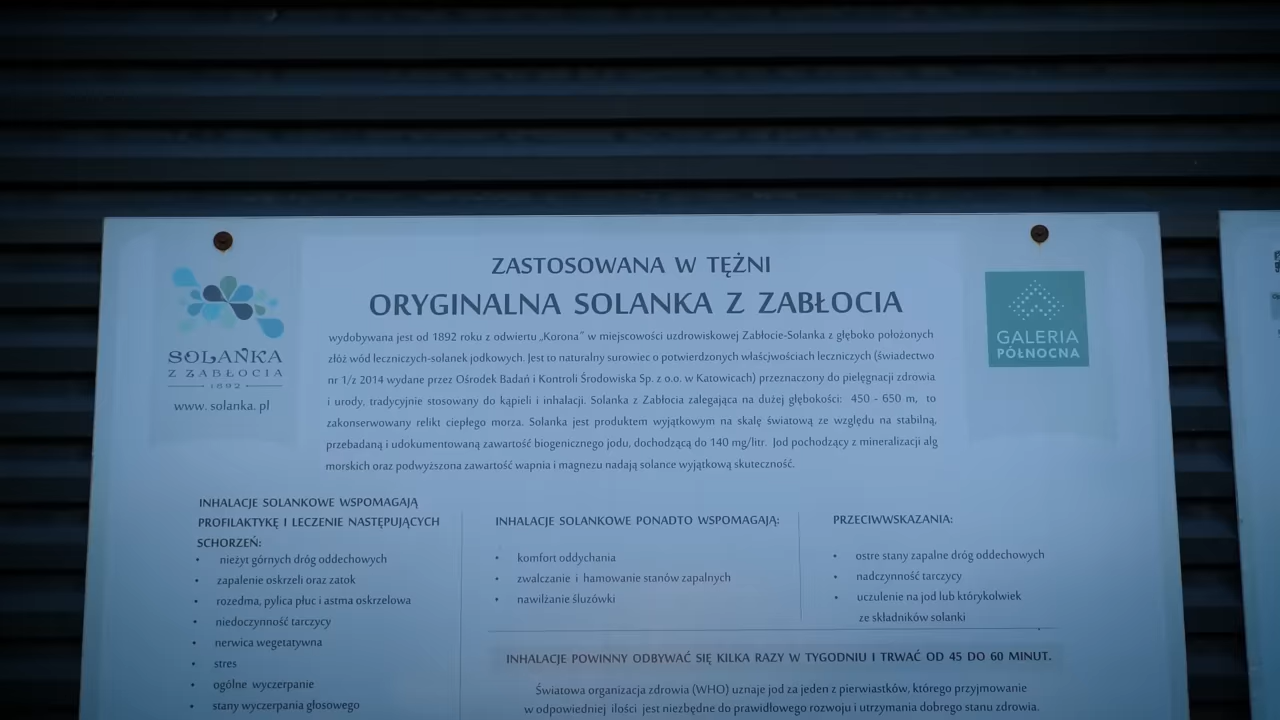 ZASTOSOWANA W TĘŻNI
ORYGINALNA SOLANKA Z ZABŁOCIA
SOLANKA
Z ZABŁOCIA
1892
www. solanka. pl
wydobywana jest od 1892 roku z odwiertu „Korona” w miejscowości uzdrowiskowej Zabłocie-Solanka z głęboko położonych
złóż wód leczniczych-solanek jodkowych. Jest to naturalny surowiec o potwierdzonych właściwościach leczniczych (świadectwo
nr 1/z 2014 wydane przez Ośrodek Badań i Kontroli Środowiska Sp. z o.o. w Katowicach) przeznaczony do pielęgnacji zdrowia
i urody, tradycyjnie stosowany do kąpieli i inhalacji. Solanka z Zabłocia zalegająca na dużej głębokości: 450 - 650 m, to
zakonserwowany relikt ciepłego morza. Solanka jest produktem wyjątkowym na skalę światową ze względu na stabilną,
przebadaną i udokumentowaną zawartość biogenicznego jodu, dochodzącą do 140 mg/litr. Jod pochodzący z mineralizacji alg
morskich oraz podwyższona zawartość wapnia i magnezu nadają solance wyjątkową skuteczność.
GALERIA
PÓŁNOCNA
INHALACJE SOLANKOWE WSPOMAGAJĄ
PROFILAKTYKĘ I LECZENIE NASTĘPUJĄCYCH
SCHORZEŃ:
• nieżyt górnych dróg oddechowych
• zapalenie oskrzeli oraz zatok
• rozedma, pylica płuc i astma oskrzelowa
• niedoczynność tarczycy
• nerwica wegetatywna
• stres
• ogólne wyczerpanie
• stany wyczerpania głosowego
INHALACJE SOLANKOWE PONADTO WSPOMAGAJĄ:
• komfort oddychania
• zwalczanie i hamowanie stanów zapalnych
• nawilżanie śluzówki
PRZECIWWSKAZANIA:
• ostre stany zapalne dróg oddechowych
• nadczynność tarczycy
• uczulenie na jod lub którykolwiek
ze składników solanki
INHALACJE POWINNY ODBYWAĆ SIĘ KILKA RAZY W TYGODNIU I TRWAĆ OD 45 DO 60 MINUT.
Światowa organizacja zdrowia (WHO) uznaje jod za jeden z pierwiastków, którego przyjmowanie
w odpowiedniej ilości jest niezbędne do prawidłowego rozwoju i utrzymania dobrego stanu zdrowia.